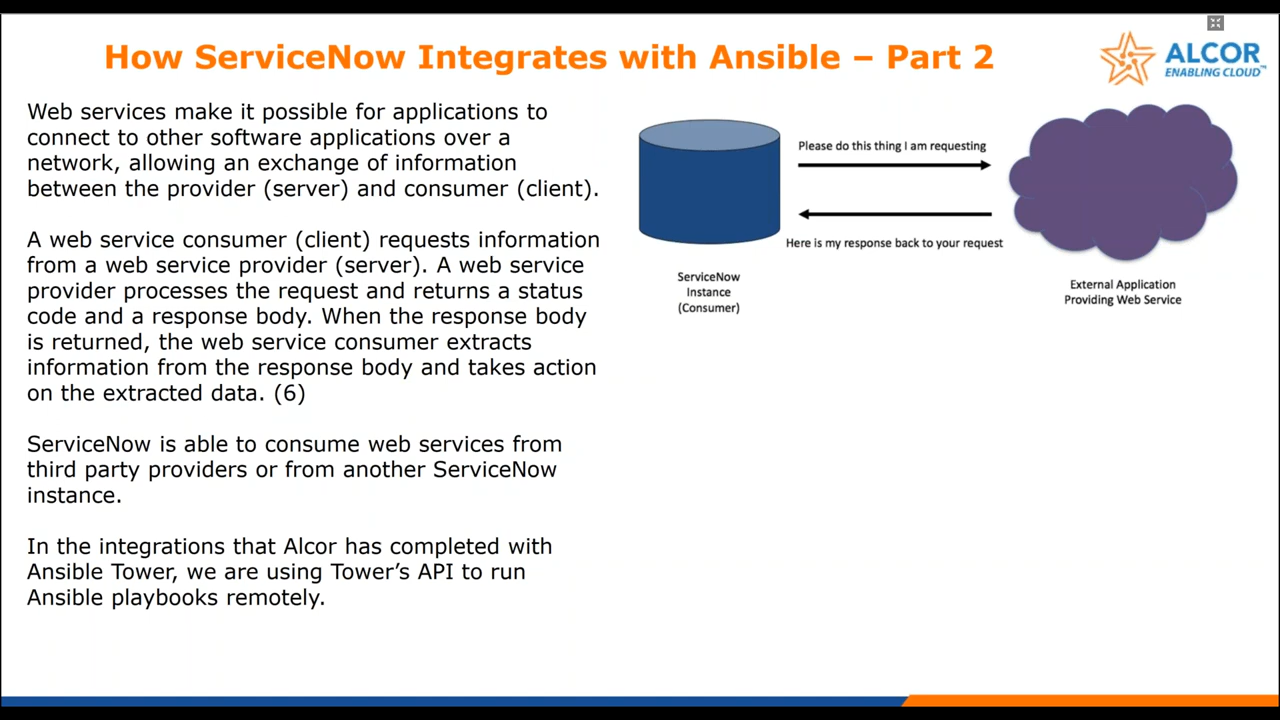 How ServiceNow Integrates with Ansible – Part 2
ALCOR
ENABLING CLOUD™
Web services make it possible for applications to
connect to other software applications over a
network, allowing an exchange of information
between the provider (server) and consumer (client).
A web service consumer (client) requests information
from a web service provider (server). A web service
provider processes the request and returns a status
code and a response body. When the response body
is returned, the web service consumer extracts
information from the response body and takes action
on the extracted data. (6)
ServiceNow is able to consume web services from
third party providers or from another ServiceNow
instance.
In the integrations that Alcor has completed with
Ansible Tower, we are using Tower’s API to run
Ansible playbooks remotely.
Please do this thing I am requesting
Here is my response back to your request
ServiceNow
Instance
(Consumer)
External Application
Providing Web Service